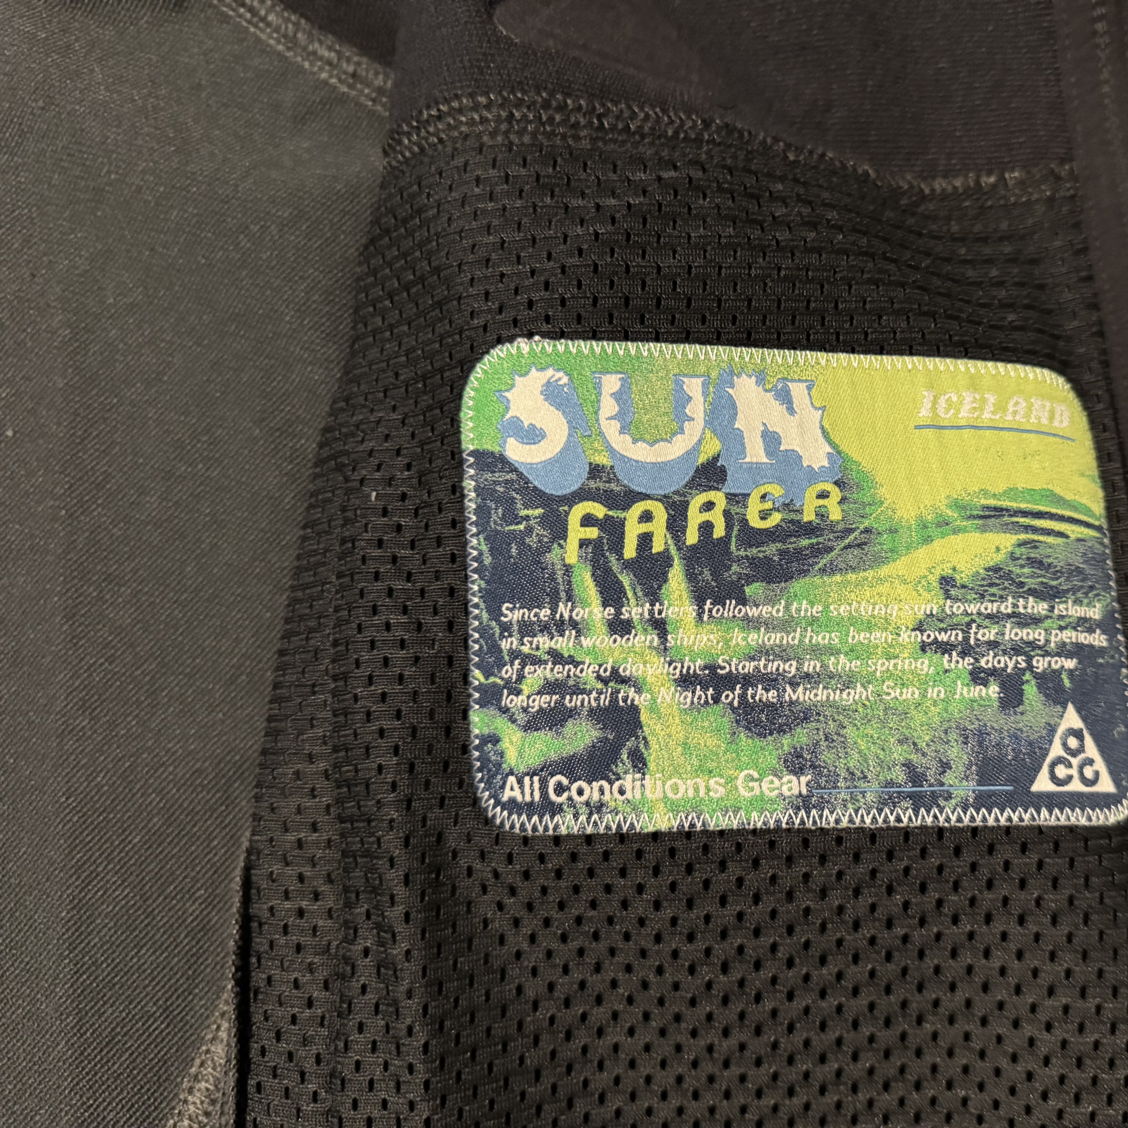 SUN
FARER
ICELAND
Since Norse settlers followed the setting sun toward the island
in small wooden ships, Iceland has been known for long periods
of extended daylight. Starting in the spring, the days grow
longer until the Night of the Midnight Sun in June.
All Conditions Gear
acg